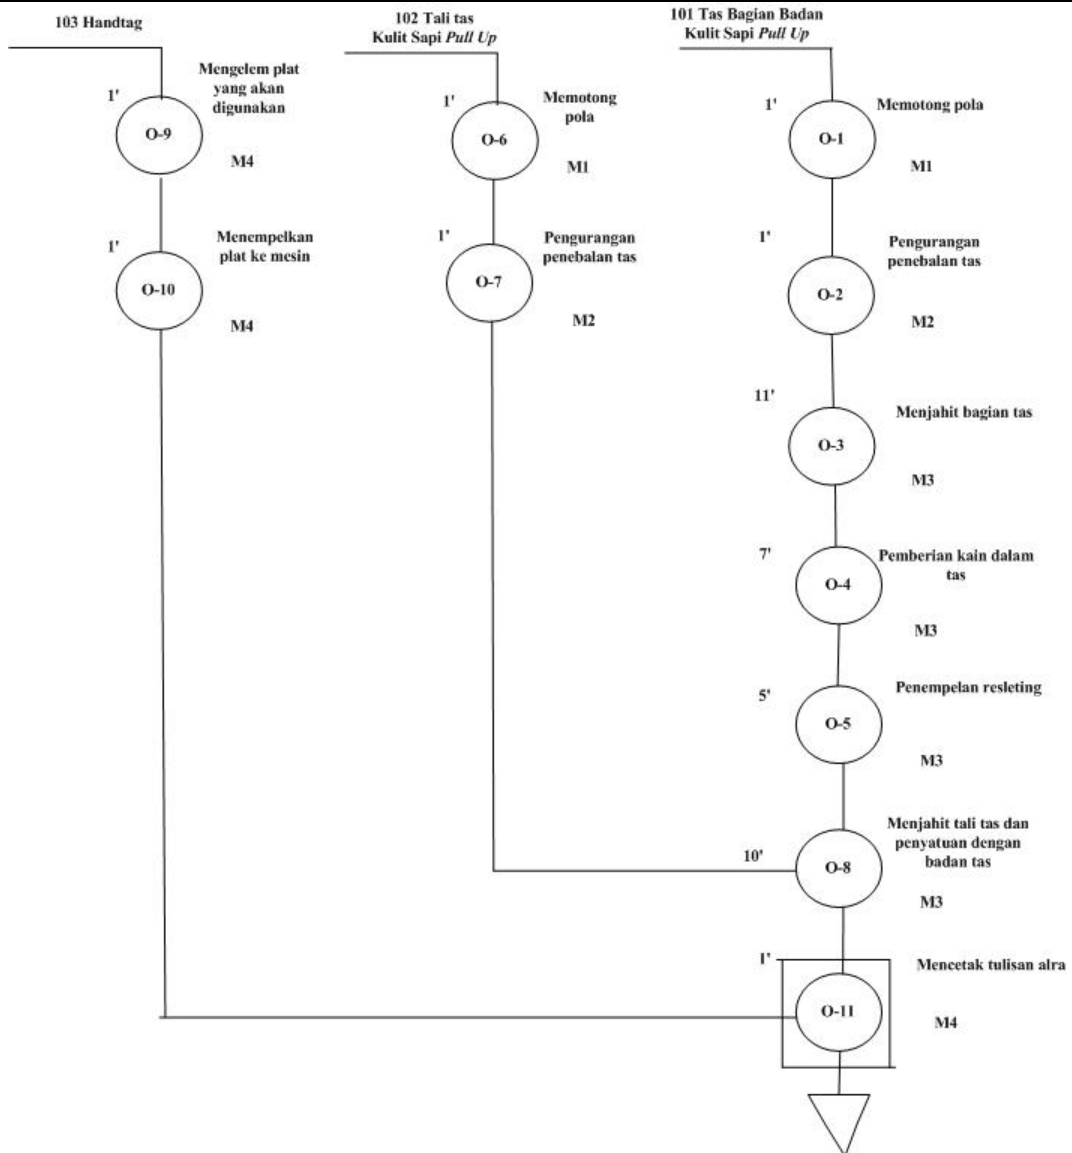 103 Handtag
1'
Mengelem plat
yang akan
digunakan
O-9
M4
1'
Menempelkan
plat ke mesin
O-10
M4
102 Tali tas
Kulit Sapi Pull Up
1'
Memotong
pola
O-6
M1
1'
Pengurangan
penebalan tas
O-7
M2
101 Tas Bagian Badan
Kulit Sapi Pull Up
1'
Memotong pola
O-1
M1
1'
Pengurangan
penebalan tas
O-2
M2
11'
Menjahit bagian tas
O-3
M3
7'
Pemberian kain dalam
tas
O-4
M3
5'
Penempelan resleting
O-5
M3
10'
Menjahit tali tas dan
penyatuan dengan
badan tas
O-8
M3
1'
Mencetak tulisan alra
O-11
M4